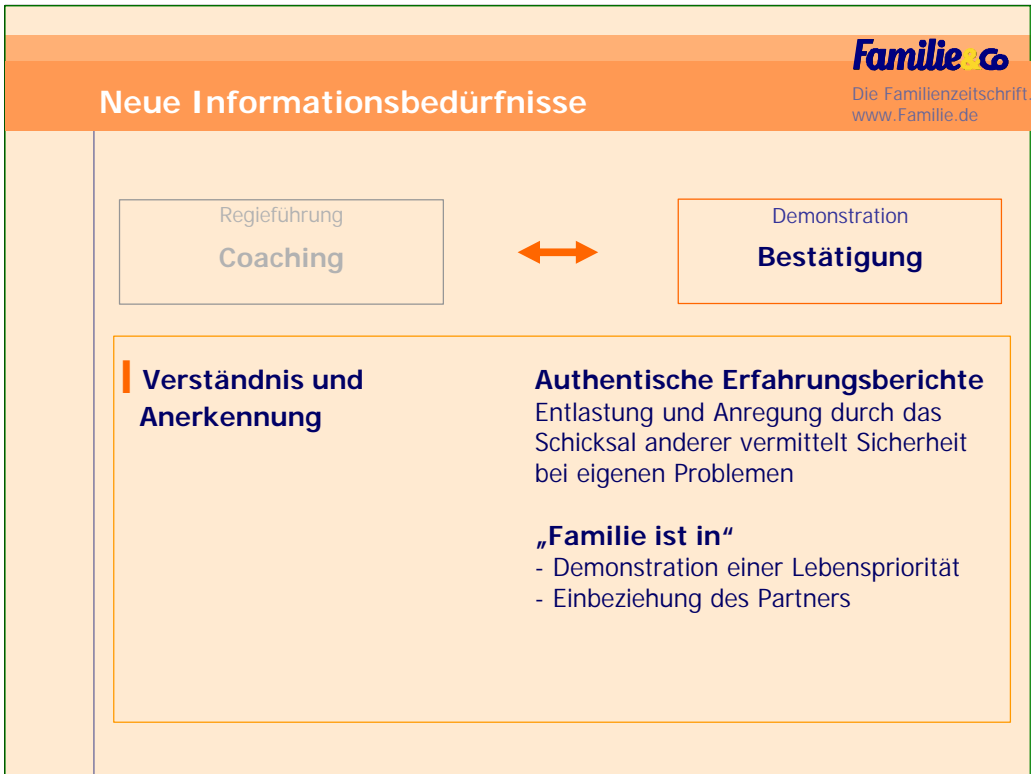 Familie&Co
Die Familienzeitschrift.
www.Familie.de
Neue Informationsbedürfnisse
Regieführung
Coaching
Demonstration
Bestätigung
Verständnis und
Anerkennung
Authentische Erfahrungsberichte
Entlastung und Anregung durch das
Schicksal anderer vermittelt Sicherheit
bei eigenen Problemen
„Familie ist in“
- Demonstration einer Lebenspriorität
- Einbeziehung des Partners